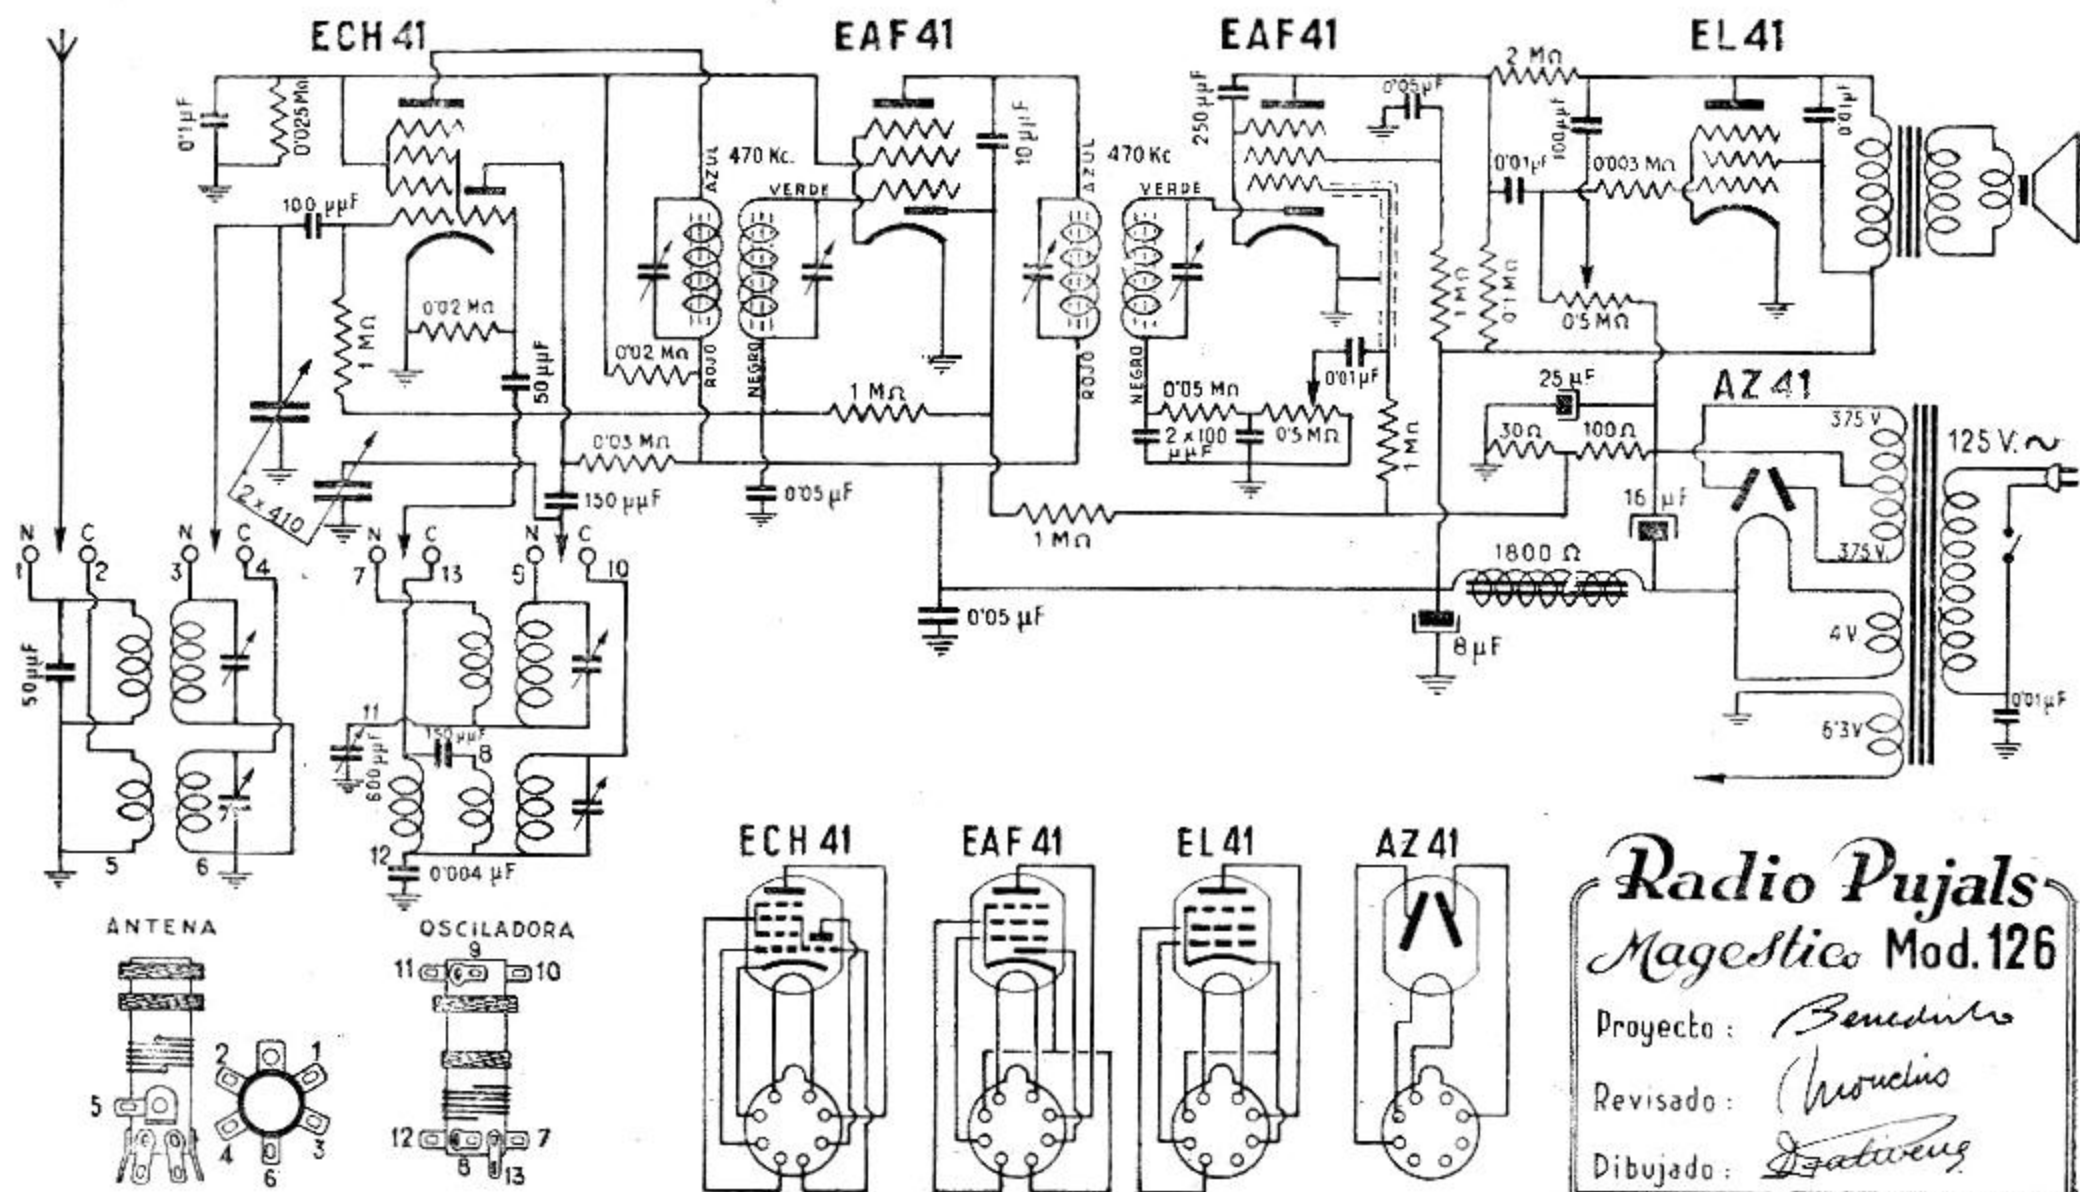 ECH 41
EAF 41
EAF 41
EL 41
0'1 µF
0'025 MΩ
100 µµF
0'02 MΩ
1 MΩ
50 µµF
2 x 410
0'02 MΩ
AZUL
ROJO
470 Kc.
VERDE
NEGRO
10 µµF
1 MΩ
0'03 MΩ
150 µµF
0'05 µF
AZUL
ROJO
470 Kc
VERDE
NEGRO
250 µµF
0'05 µF
2 MΩ
100 µµF
0'01 µF
0'003 MΩ
0'01 µF
1 MΩ
0'1 MΩ
0'5 MΩ
0'01 µF
0'05 MΩ
2 x 100 µµF
0'5 MΩ
1 MΩ
1 MΩ
25 µF
30 Ω
100 Ω
AZ 41
375 V
375 V.
125 V. ~
16 µF
1800 Ω
8 µF
0'05 µF
4 V
6'3 V
0'01 µF
N C N C
1 2 3 4
N C N C
7 13 9 10
50 µµF
5
6
11
600 µµF
150 µµF
8
12
0'004 µF
ANTENA
OSCILADORA
5
2 1
4 3
6
9
11 10
12 7
8 13
ECH 41
EAF 41
EL 41
AZ 41
Radio Pujals
Magestico Mod. 126
Proyecto:
Revisado:
Dibujado: